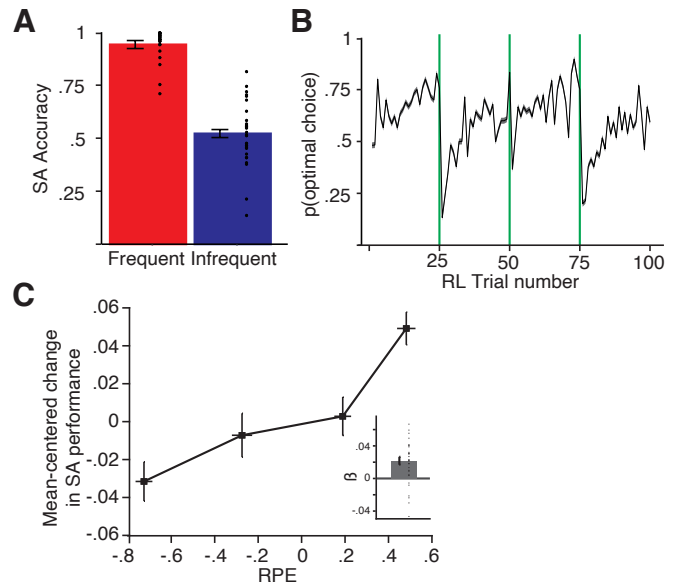 A
SA Accuracy
1
.75
.5
.25
Frequent Infrequent
B
p(optimal choice)
1
.75
.5
.25
25 50 75 100
RL Trial number
C
Mean-centered change
in SA performance
.06
.04
.02
0
-.02
-.04
-.06
-.8 -.6 -.4 -.2 0 .2 .4 .6
RPE
β
.04
0
-.04